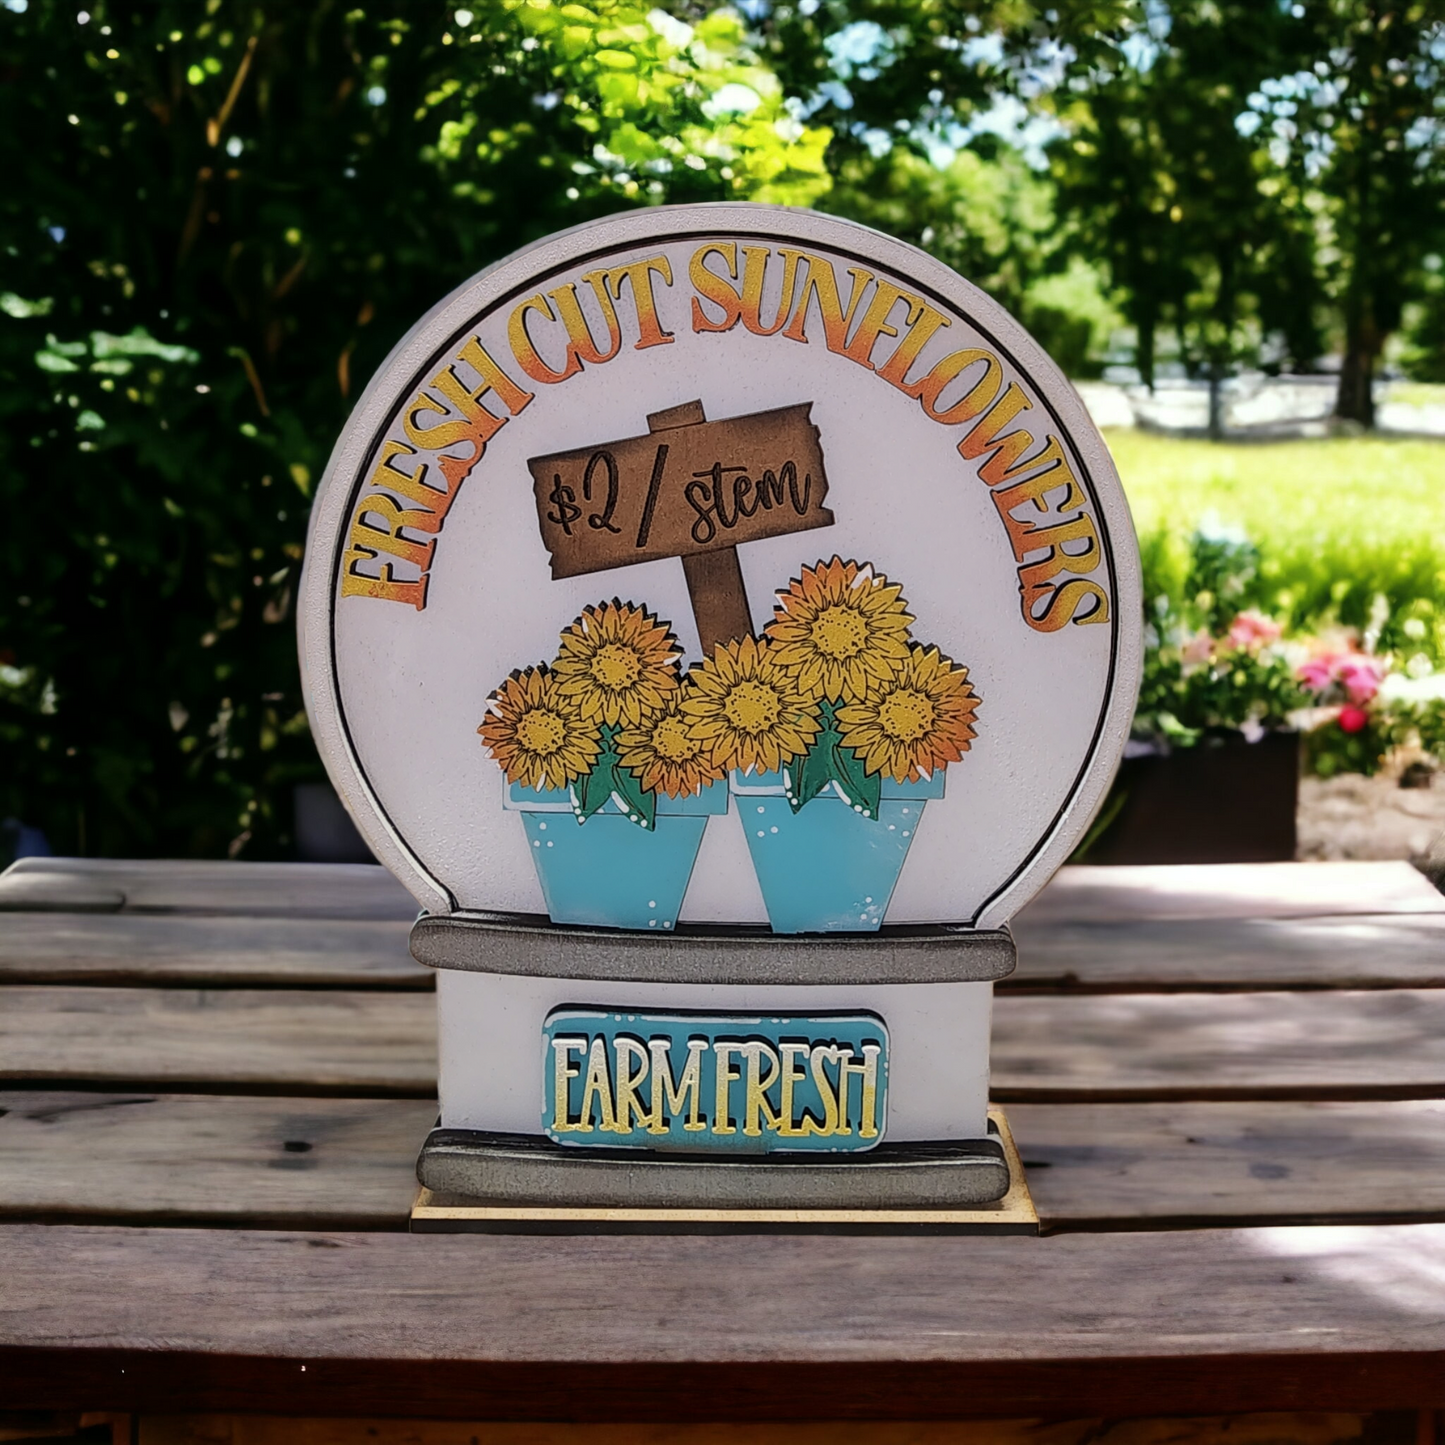 FRESH CUT SUNFLOWERS
$2/ stem
FARM FRESH